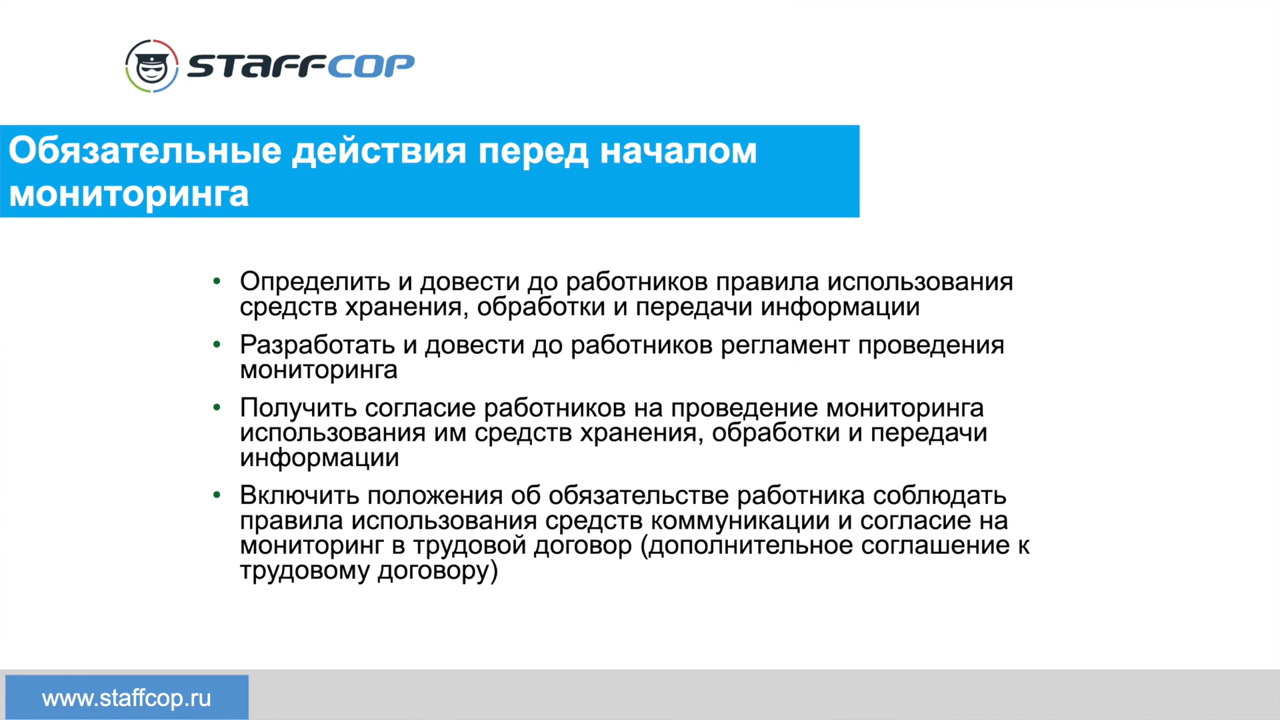 STAFFCOP
Обязательные действия перед началом
мониторинга
• Определить и довести до работников правила использования
средств хранения, обработки и передачи информации
• Разработать и довести до работников регламент проведения
мониторинга
• Получить согласие работников на проведение мониторинга
использования им средств хранения, обработки и передачи
информации
• Включить положения об обязательстве работника соблюдать
правила использования средств коммуникации и согласие на
мониторинг в трудовой договор (дополнительное соглашение к
трудовому договору)
www.staffcop.ru